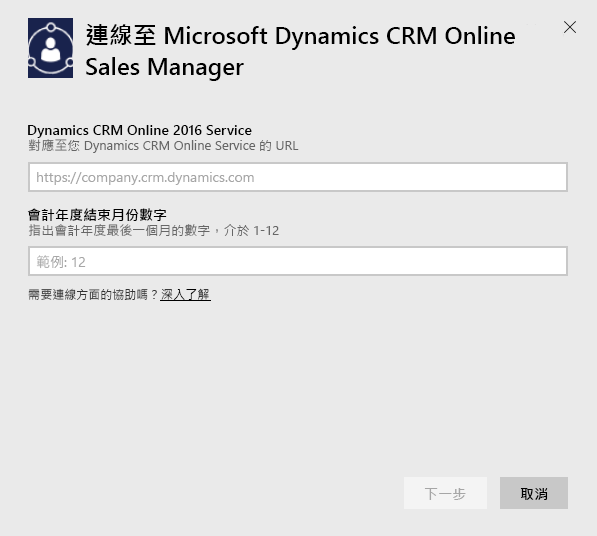 連線至 Microsoft Dynamics CRM Online
Sales Manager
Dynamics CRM Online 2016 Service
對應至您 Dynamics CRM Online Service 的 URL
https://company.crm.dynamics.com
會計年度結束月份數字
指出會計年度最後一個月的數字，介於 1-12
範例: 12
需要連線方面的協助嗎？深入了解
下一步
取消